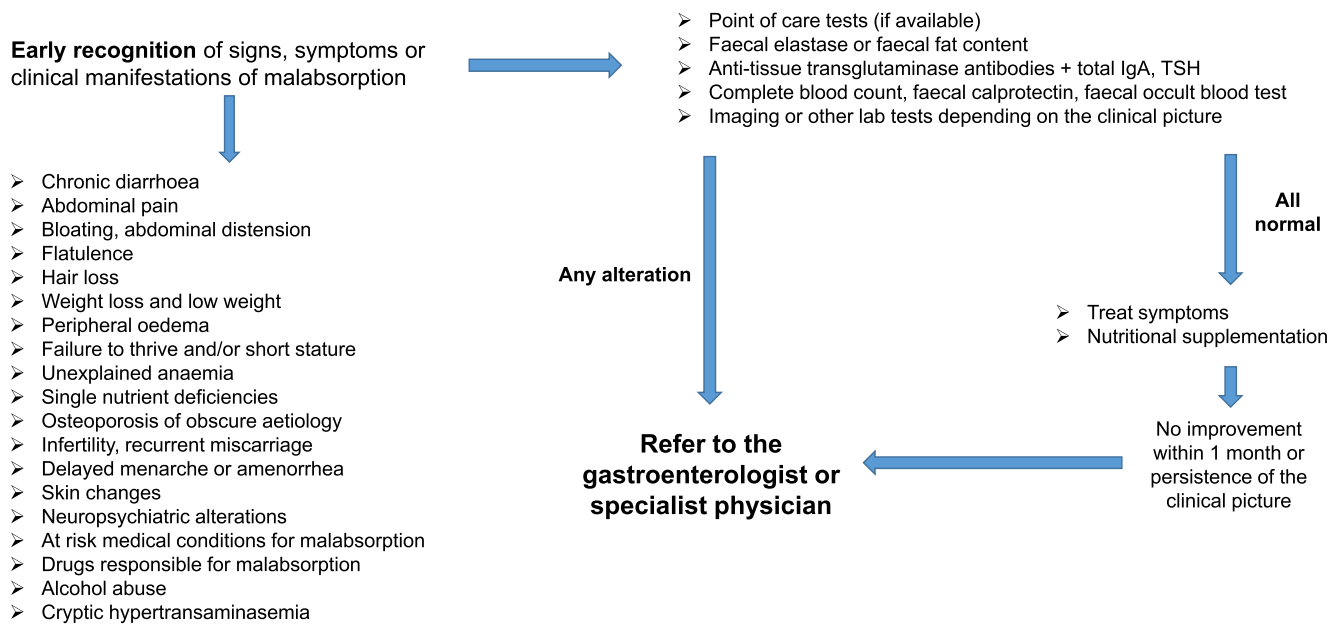 Early recognition of signs, symptoms or
clinical manifestations of malabsorption
➢ Chronic diarrhoea
➢ Abdominal pain
➢ Bloating, abdominal distension
➢ Flatulence
➢ Hair loss
➢ Weight loss and low weight
➢ Peripheral oedema
➢ Failure to thrive and/or short stature
➢ Unexplained anaemia
➢ Single nutrient deficiencies
➢ Osteoporosis of obscure aetiology
➢ Infertility, recurrent miscarriage
➢ Delayed menarche or amenorrhea
➢ Skin changes
➢ Neuropsychiatric alterations
➢ At risk medical conditions for malabsorption
➢ Drugs responsible for malabsorption
➢ Alcohol abuse
➢ Cryptic hypertransaminasemia
➢ Point of care tests (if available)
➢ Faecal elastase or faecal fat content
➢ Anti-tissue transglutaminase antibodies + total IgA, TSH
➢ Complete blood count, faecal calprotectin, faecal occult blood test
➢ Imaging or other lab tests depending on the clinical picture
Any alteration
All
normal
➢ Treat symptoms
➢ Nutritional supplementation
No improvement
within 1 month or
persistence of the
clinical picture
Refer to the
gastroenterologist or
specialist physician